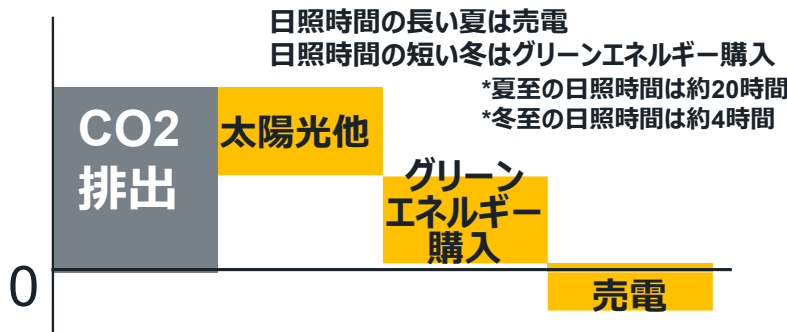 日照時間の長い夏は売電
日照時間の短い冬はグリーンエネルギー購入
*夏至の日照時間は約20時間
*冬至の日照時間は約4時間
CO2
排出
太陽光他
グリーン
エネルギー
購入
売電
0